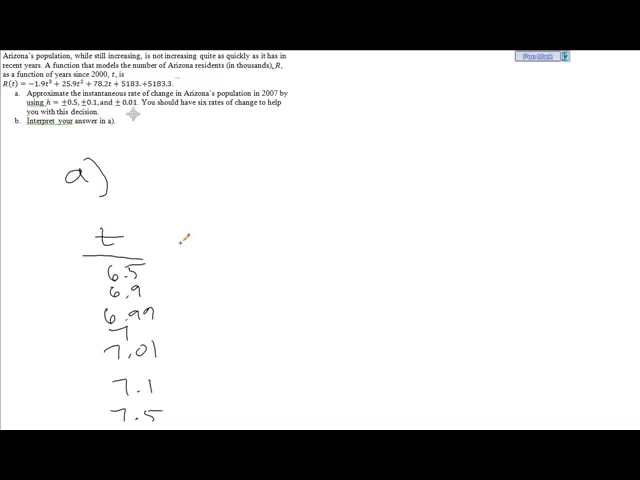 Arizona's population, while still increasing, is not increasing quite as quickly as it has in
recent years. A function that models the number of Arizona residents (in thousands), R,
as a function of years since 2000, t, is
R(t) = −1.9t³ + 25.9t² + 78.2t + 5183.+5183.3.
a. Approximate the instantaneous rate of change in Arizona's population in 2007 by
using h = ±0.5, ±0.1, and ± 0.01. You should have six rates of change to help
you with this decision.
b. Interpret your answer in a).
Pen Mark
a)
t
6.5
6.9
6.99
7
7.01
7.1
7.5